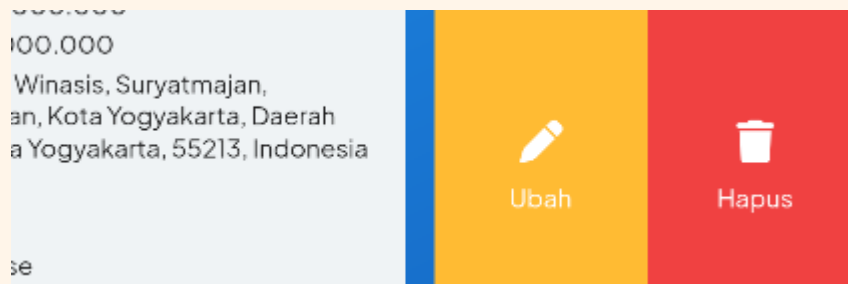 000.000
Winasis, Suryatmajan,
an, Kota Yogyakarta, Daerah
a Yogyakarta, 55213, Indonesia
se
Ubah
Hapus